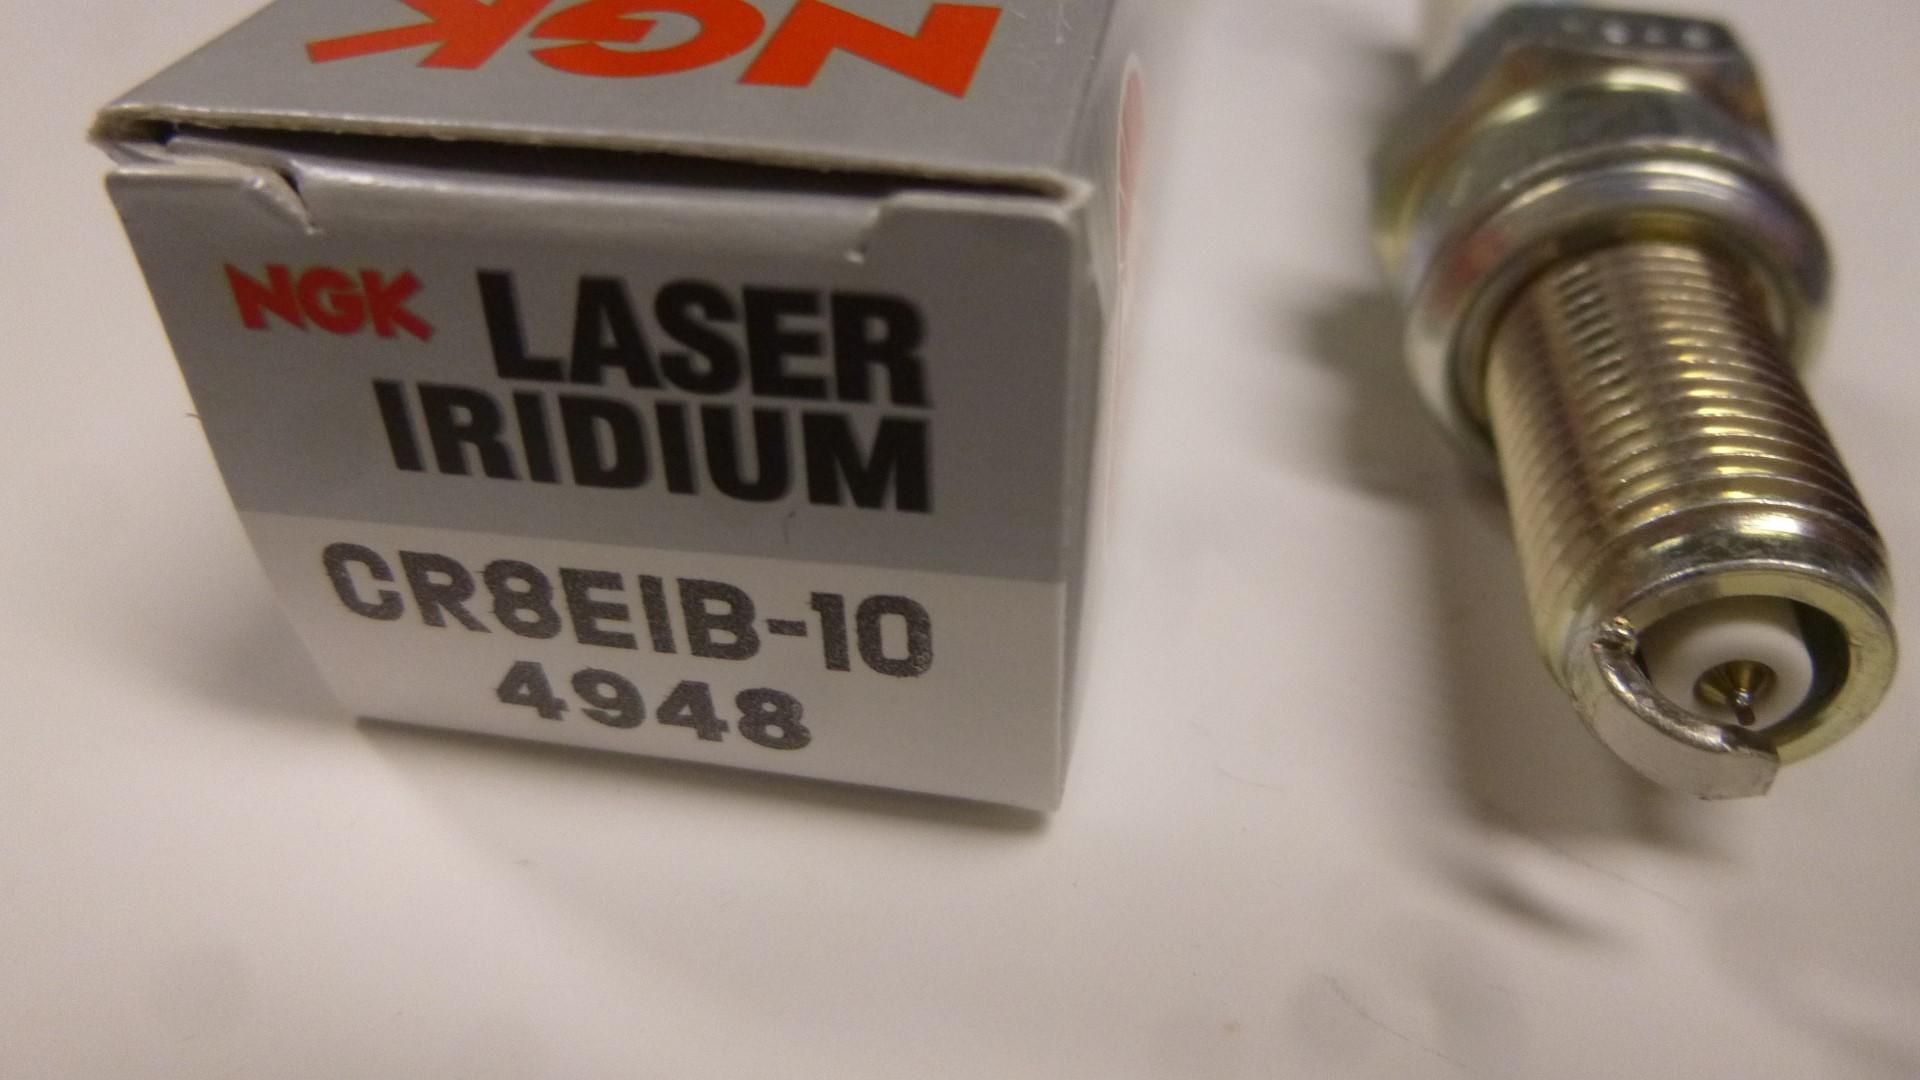 NGK
NGK LASER
IRIDIUM
CR8EIB-10
4948